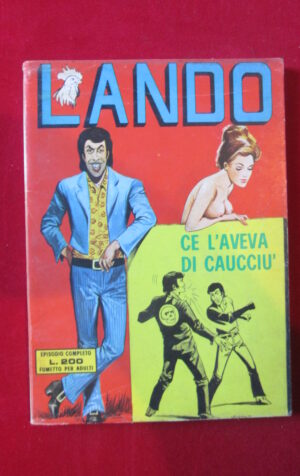 LANDO
CE L'AVEVA
DI CAUCCIU'
EPISODIO COMPLETO
L. 200
FUMETTO PER ADULTI